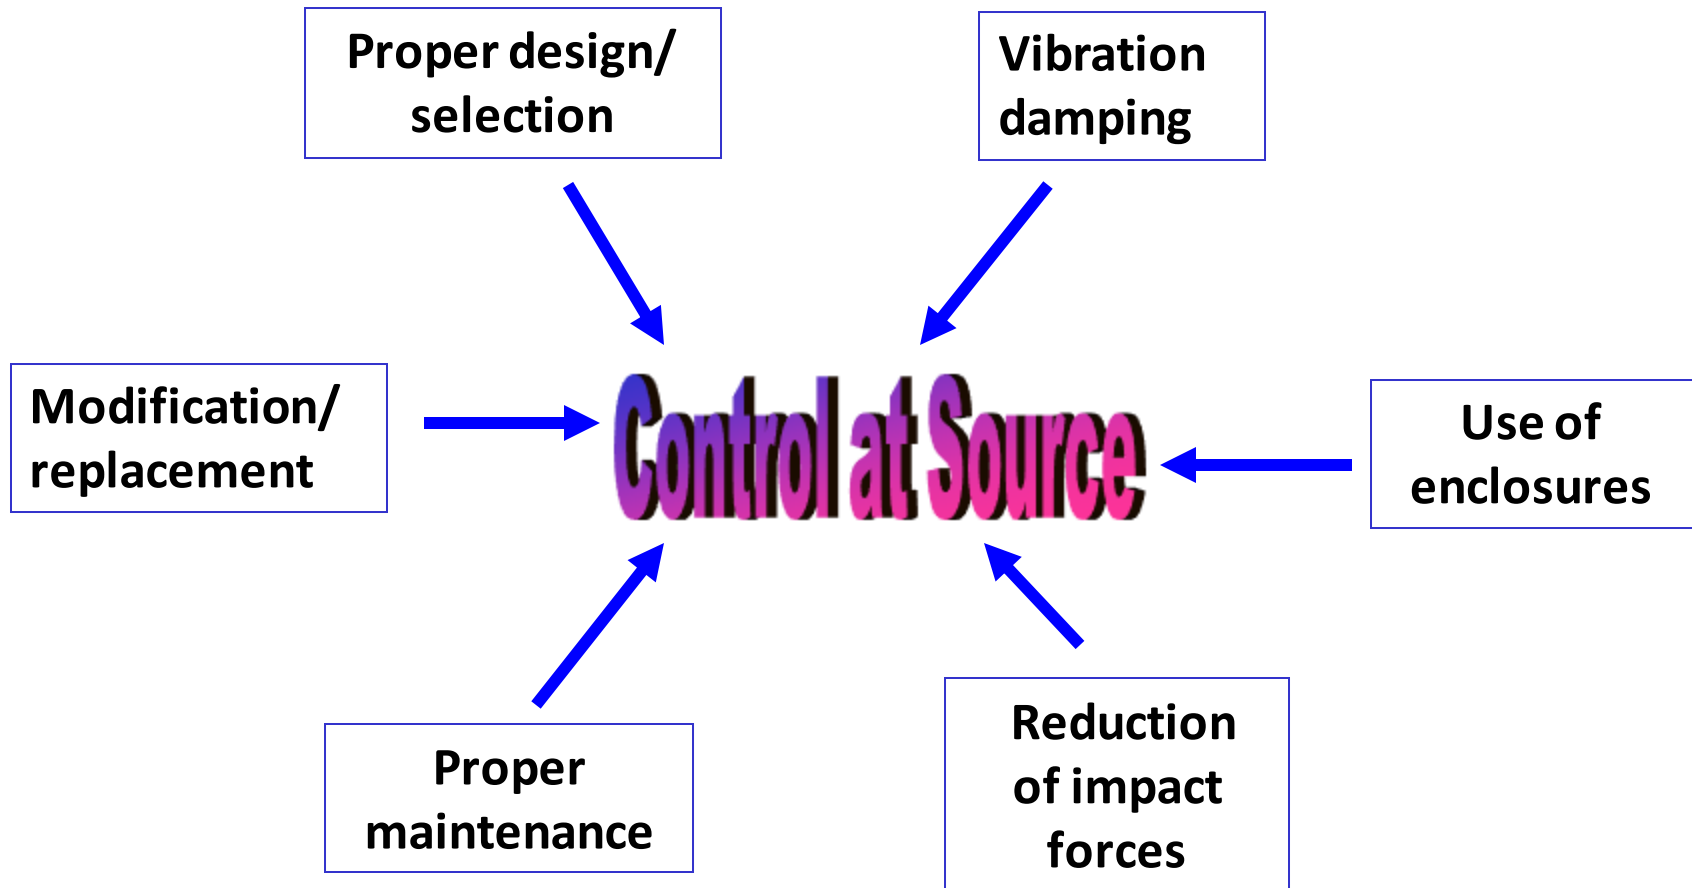 Proper design/
selection
Vibration
damping
Modification/
replacement
Control at Source
Use of
enclosures
Proper
maintenance
Reduction
of impact
forces